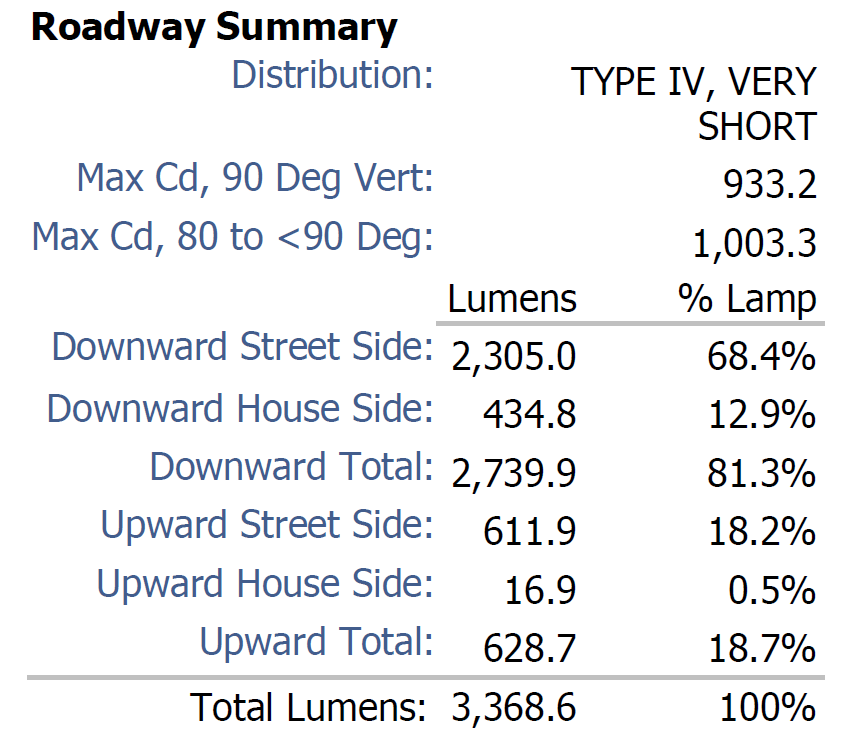 Roadway Summary
Distribution: TYPE IV, VERY
SHORT
Max Cd, 90 Deg Vert: 933.2
Max Cd, 80 to <90 Deg: 1,003.3
Lumens % Lamp
Downward Street Side: 2,305.0 68.4%
Downward House Side: 434.8 12.9%
Downward Total: 2,739.9 81.3%
Upward Street Side: 611.9 18.2%
Upward House Side: 16.9 0.5%
Upward Total: 628.7 18.7%
Total Lumens: 3,368.6 100%